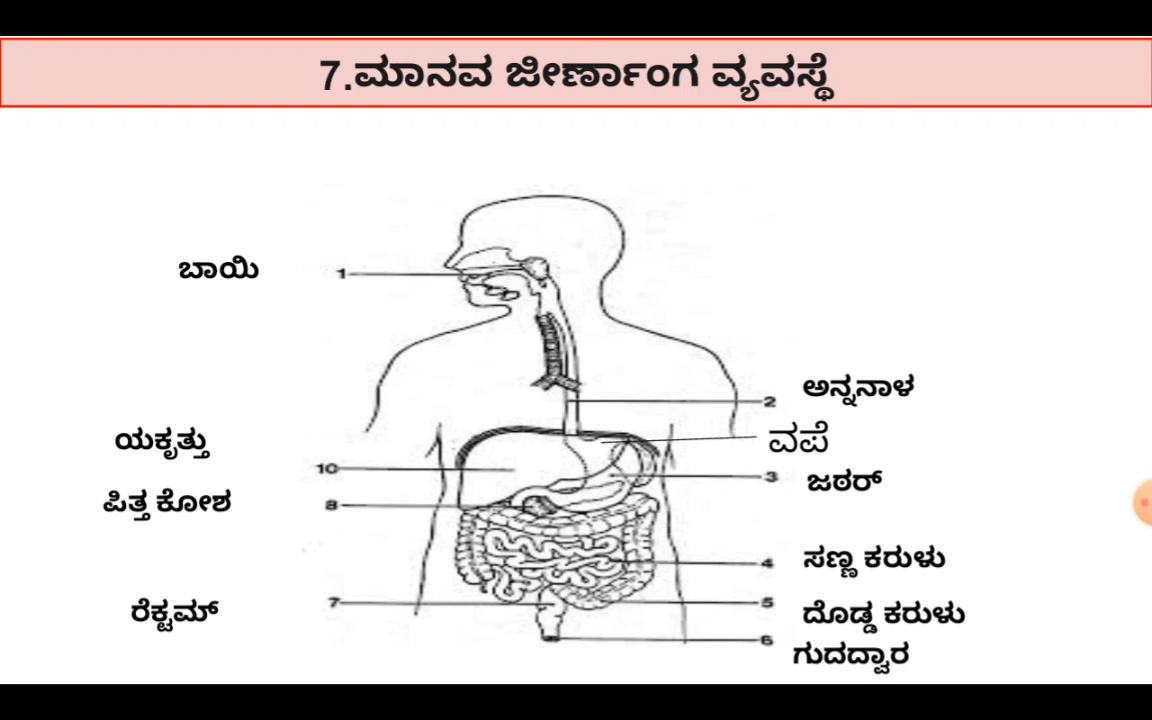 7.ಮಾನವ ಜೀರ್ಣಾಂಗ ವ್ಯವಸ್ಥೆ
ಬಾಯಿ
1
2
ಅನ್ನನಾಳ
ಯಕೃತ್ತು
ವಪೆ
10
3
ಜಠರ್
ಪಿತ್ತ ಕೋಶ
8
ಸಣ್ಣ ಕರುಳು
4
ರೆಕ್ಟಮ್
7
5
ದೊಡ್ಡ ಕರುಳು
6
ಗುದದ್ವಾರ